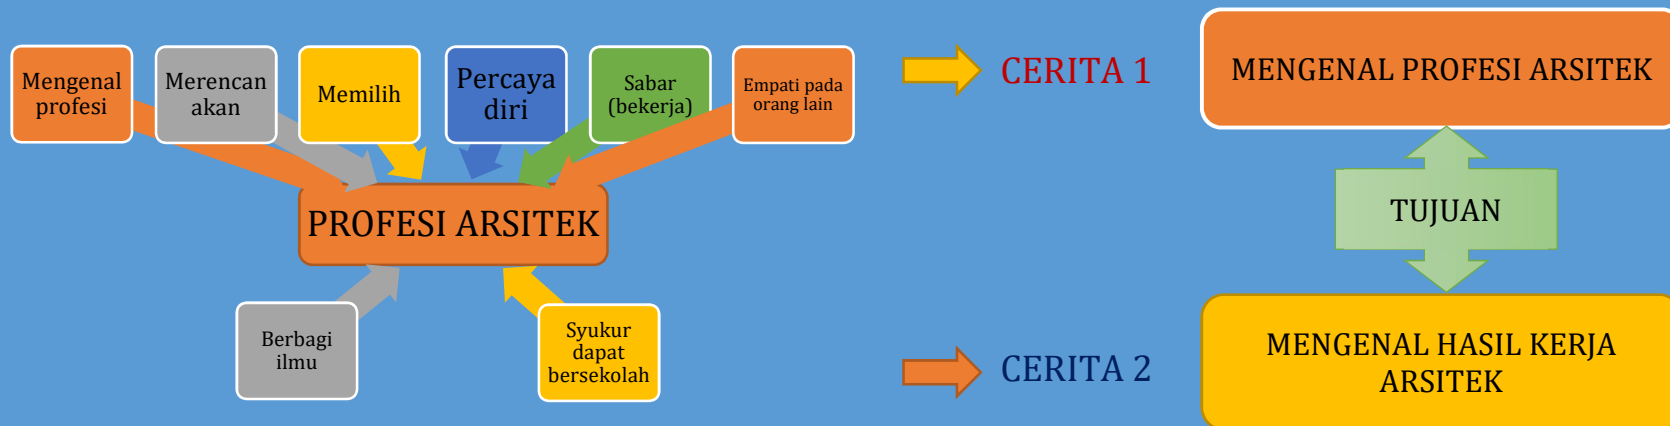 Mengenal
profesi
Merencan
akan
Memilih
Percaya
diri
Sabar
(bekerja)
Empati pada
orang lain
PROFESI ARSITEK
Berbagi
ilmu
Syukur
dapat
bersekolah
CERITA 1
CERITA 2
MENGENAL PROFESI ARSITEK
TUJUAN
MENGENAL HASIL KERJA
ARSITEK